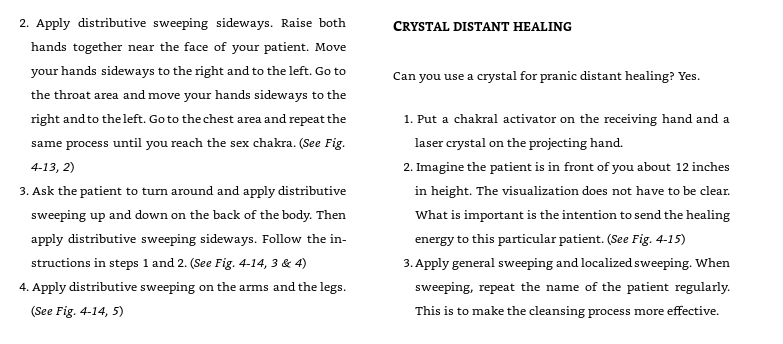 2. Apply distributive sweeping sideways. Raise both
hands together near the face of your patient. Move
your hands sideways to the right and to the left. Go to
the throat area and move your hands sideways to the
right and to the left. Go to the chest area and repeat the
same process until you reach the sex chakra. (See Fig.
4-13, 2)
3. Ask the patient to turn around and apply distributive
sweeping up and down on the back of the body. Then
apply distributive sweeping sideways. Follow the in-
structions in steps 1 and 2. (See Fig. 4-14, 3 & 4)
4. Apply distributive sweeping on the arms and the legs.
(See Fig. 4-14, 5)
CRYSTAL DISTANT HEALING
Can you use a crystal for pranic distant healing? Yes.
1. Put a chakral activator on the receiving hand and a
laser crystal on the projecting hand.
2. Imagine the patient is in front of you about 12 inches
in height. The visualization does not have to be clear.
What is important is the intention to send the healing
energy to this particular patient. (See Fig. 4-15)
3. Apply general sweeping and localized sweeping. When
sweeping, repeat the name of the patient regularly.
This is to make the cleansing process more effective.